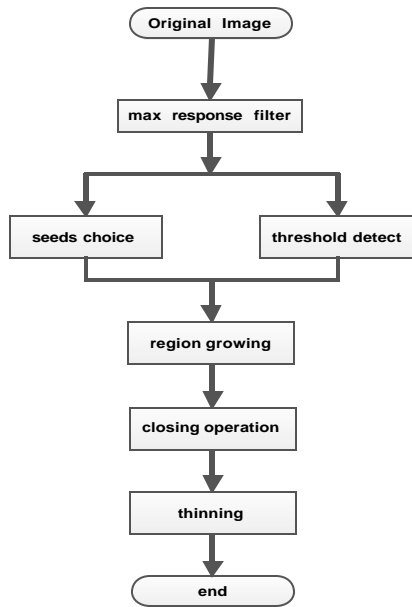 Original Image
max response filter
seeds choice
threshold detect
region growing
closing operation
thinning
end